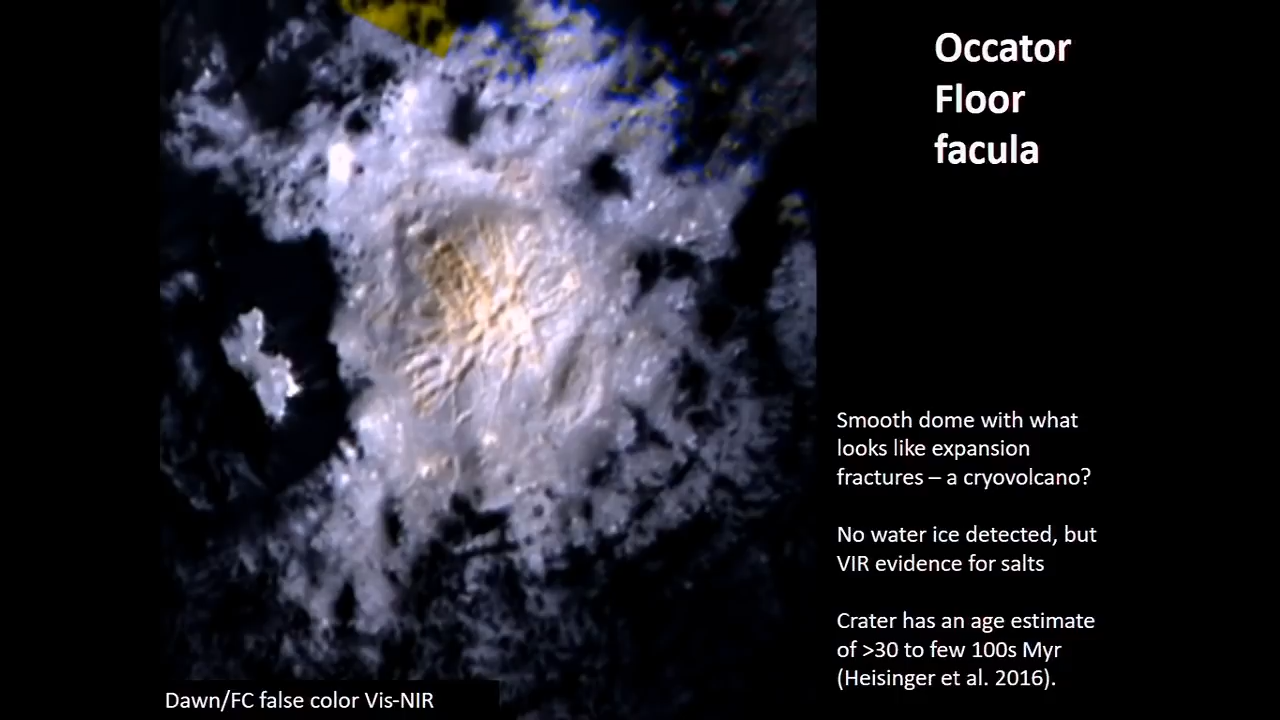 Occator
Floor
facula
Smooth dome with what
looks like expansion
fractures – a cryovolcano?
No water ice detected, but
VIR evidence for salts
Crater has an age estimate
of >30 to few 100s Myr
(Heisinger et al. 2016).
Dawn/FC false color Vis-NIR